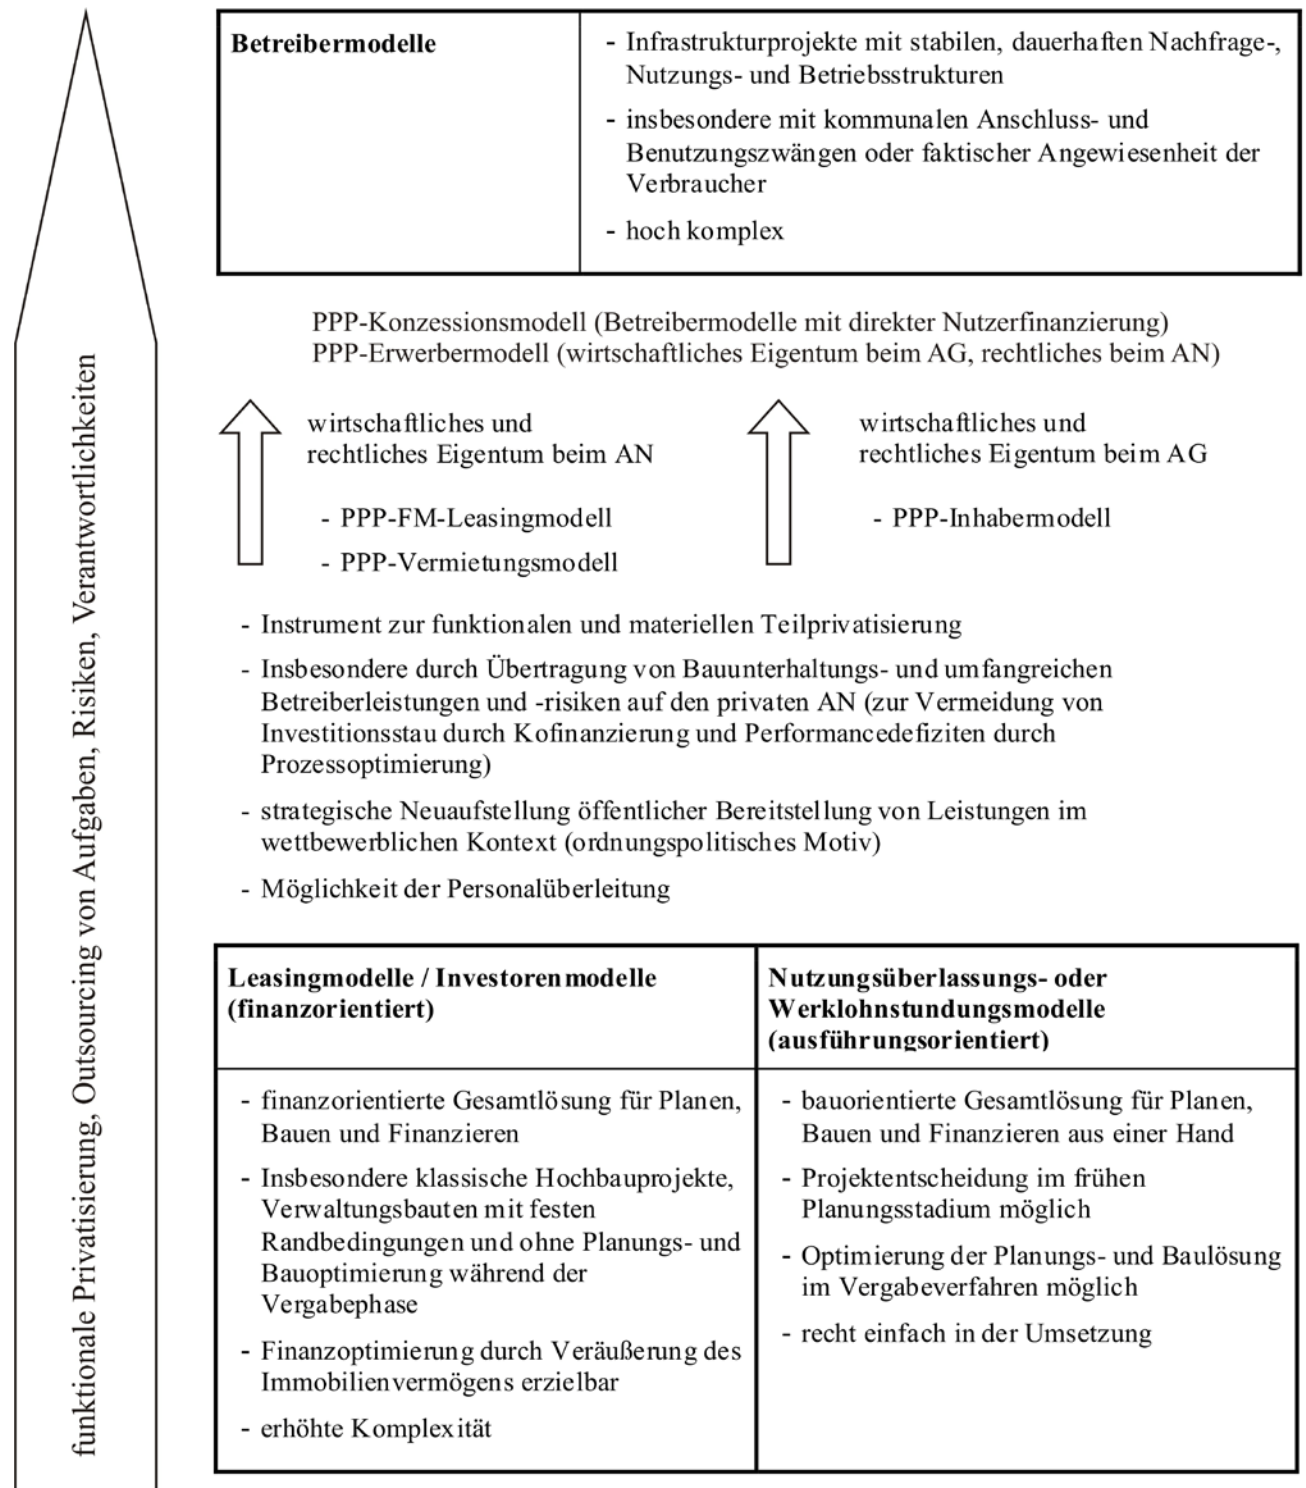 funktionale Privatisierung, Outsourcing von Aufgaben, Risiken, Verantwortlichkeiten
Betreibermodelle
- Infrastrukturprojekte mit stabilen, dauerhaften Nachfrage-,
Nutzungs- und Betriebsstrukturen
- insbesondere mit kommunalen Anschluss- und
Benutzungszwängen oder faktischer Angewiesenheit der
Verbraucher
- hoch komplex
PPP-Konzessionsmodell (Betreibermodelle mit direkter Nutzerfinanzierung)
PPP-Erwerbermodell (wirtschaftliches Eigentum beim AG, rechtliches beim AN)
wirtschaftliches und
rechtliches Eigentum beim AN
- PPP-FM-Leasingmodell
- PPP-Vermietungsmodell
wirtschaftliches und
rechtliches Eigentum beim AG
- PPP-Inhabermodell
- Instrument zur funktionalen und materiellen Teilprivatisierung
- Insbesondere durch Übertragung von Bauunterhaltungs- und umfangreichen
Betreiberleistungen und -risiken auf den privaten AN (zur Vermeidung von
Investitionsstau durch Kofinanzierung und Performancedefiziten durch
Prozessoptimierung)
- strategische Neuaufstellung öffentlicher Bereitstellung von Leistungen im
wettbewerblichen Kontext (ordnungspolitisches Motiv)
- Möglichkeit der Personalüberleitung
Leasingmodelle / Investorenmodelle
(finanzorientiert)
- finanzorientierte Gesamtlösung für Planen,
Bauen und Finanzieren
- Insbesondere klassische Hochbauprojekte,
Verwaltungsbauten mit festen
Randbedingungen und ohne Planungs- und
Bauoptimierung während der
Vergabephase
- Finanzoptimierung durch Veräußerung des
Immobilienvermögens erzielbar
- erhöhte Komplexität
Nutzungsüberlassungs- oder
Werklohnstundungsmodelle
(ausführungsorientiert)
- bauorientierte Gesamtlösung für Planen,
Bauen und Finanzieren aus einer Hand
- Projektentscheidung im frühen
Planungsstadium möglich
- Optimierung der Planungs- und Baulösung
im Vergabeverfahren möglich
- recht einfach in der Umsetzung